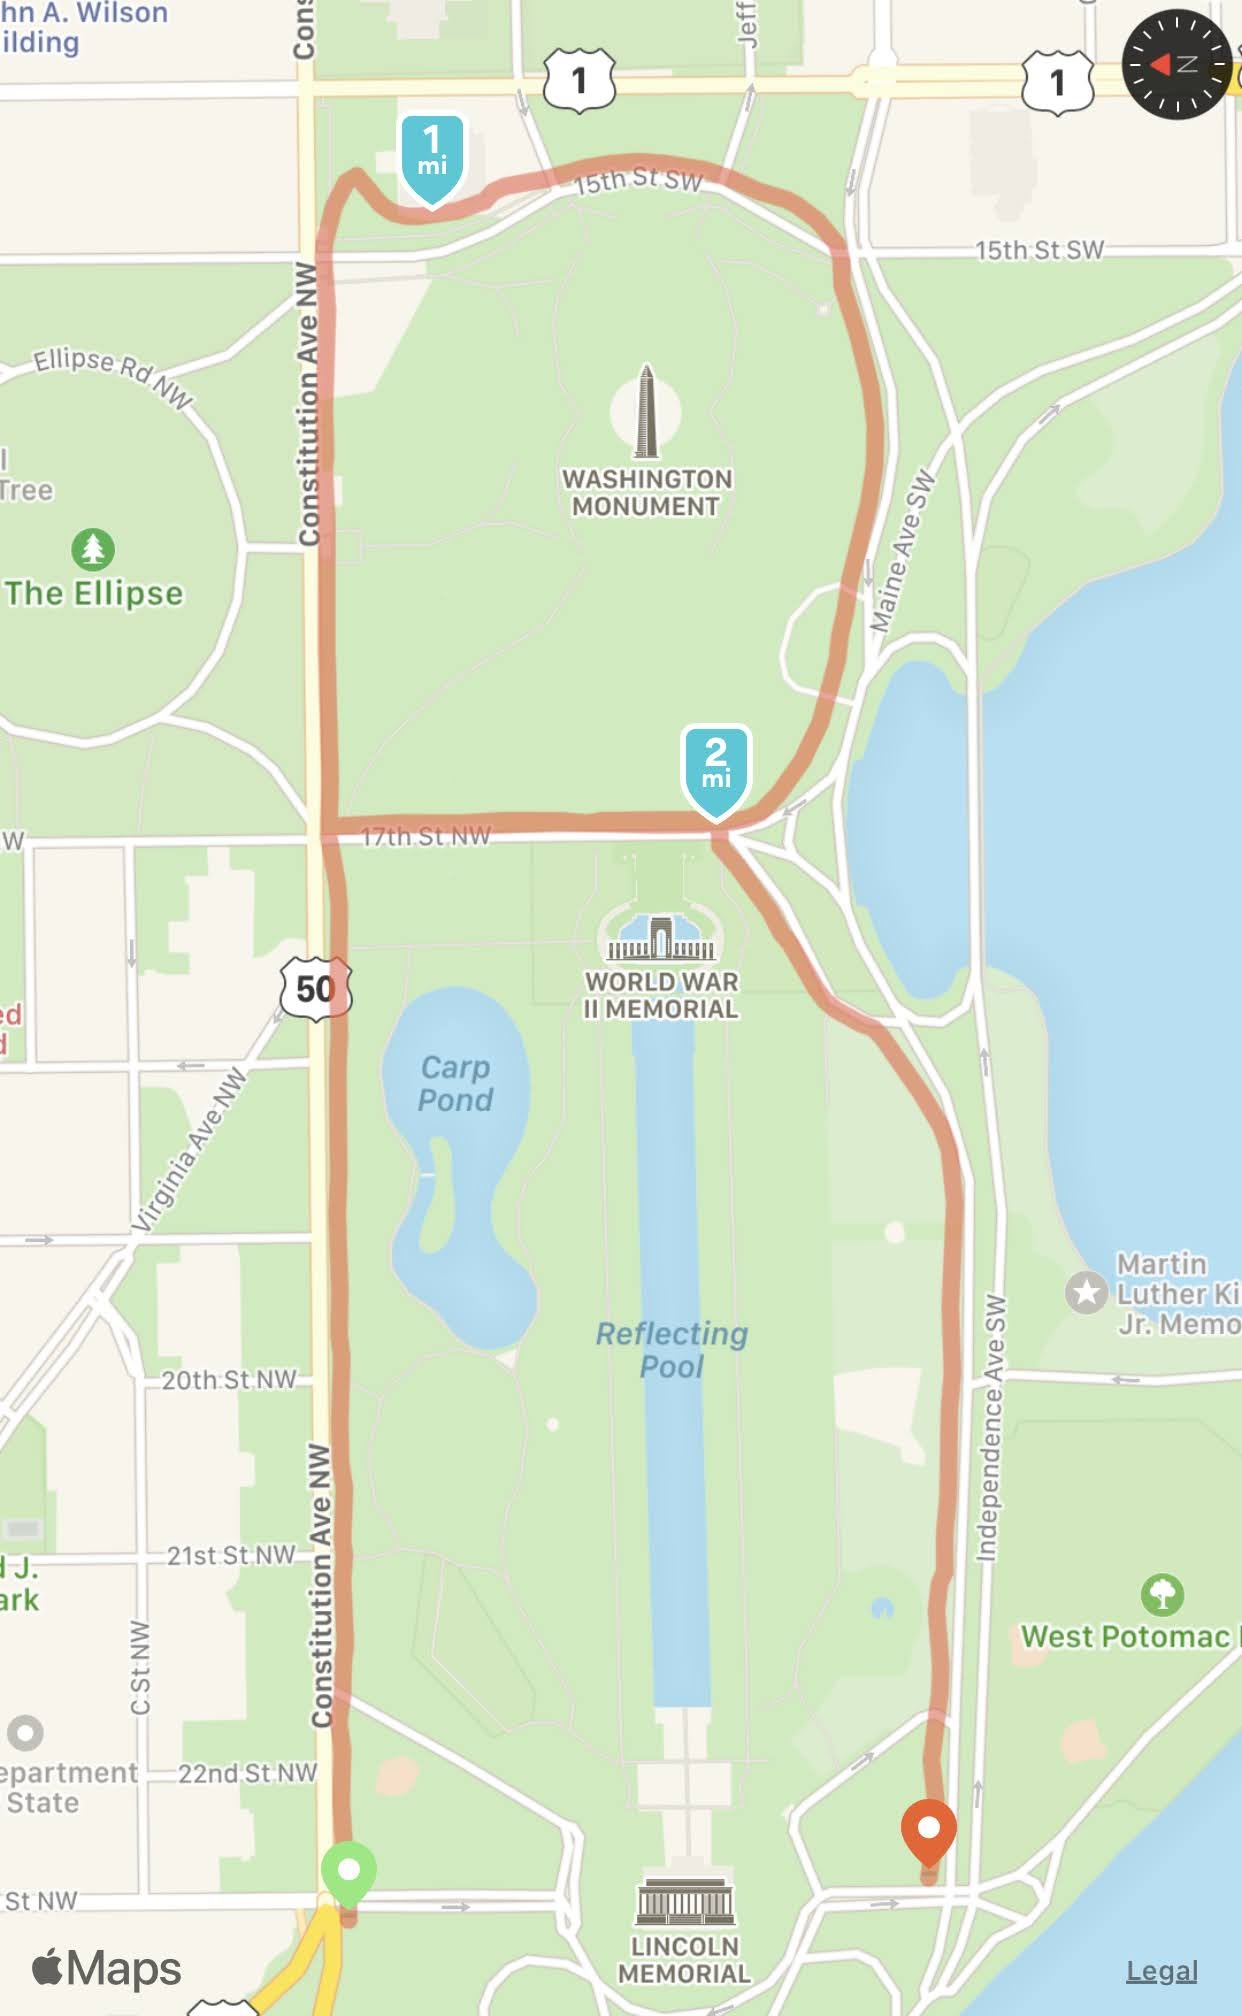 hn A. Wilson
ilding
Cons
Jeff
1
1
N
1
mi
15th St SW
15th St SW
Constitution Ave NW
Ellipse Rd NW
WASHINGTON
MONUMENT
Tree
The Ellipse
Maine Ave SW
2
mi
W
17th St NW
50
WORLD WAR
II MEMORIAL
ed
d
Carp
Pond
Virginia Ave NW
Martin
Luther Ki
Jr. Memo
Reflecting
Pool
20th St NW
Independence Ave SW
Constitution Ave NW
21st St NW
d J.
ark
C St NW
West Potomac
epartment
State
22nd St NW
St NW
LINCOLN
MEMORIAL
Maps
Legal